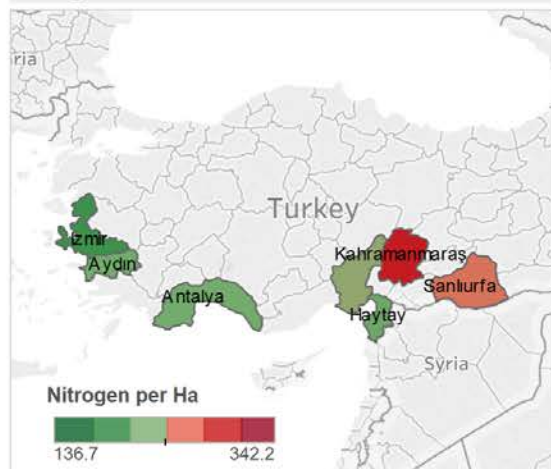 ria
Turkey
İzmir
Aydın
Antalya
Kahramanmaraş
Sanlıurfa
Haytay
Syria
Nitrogen per Ha
136.7 342.2